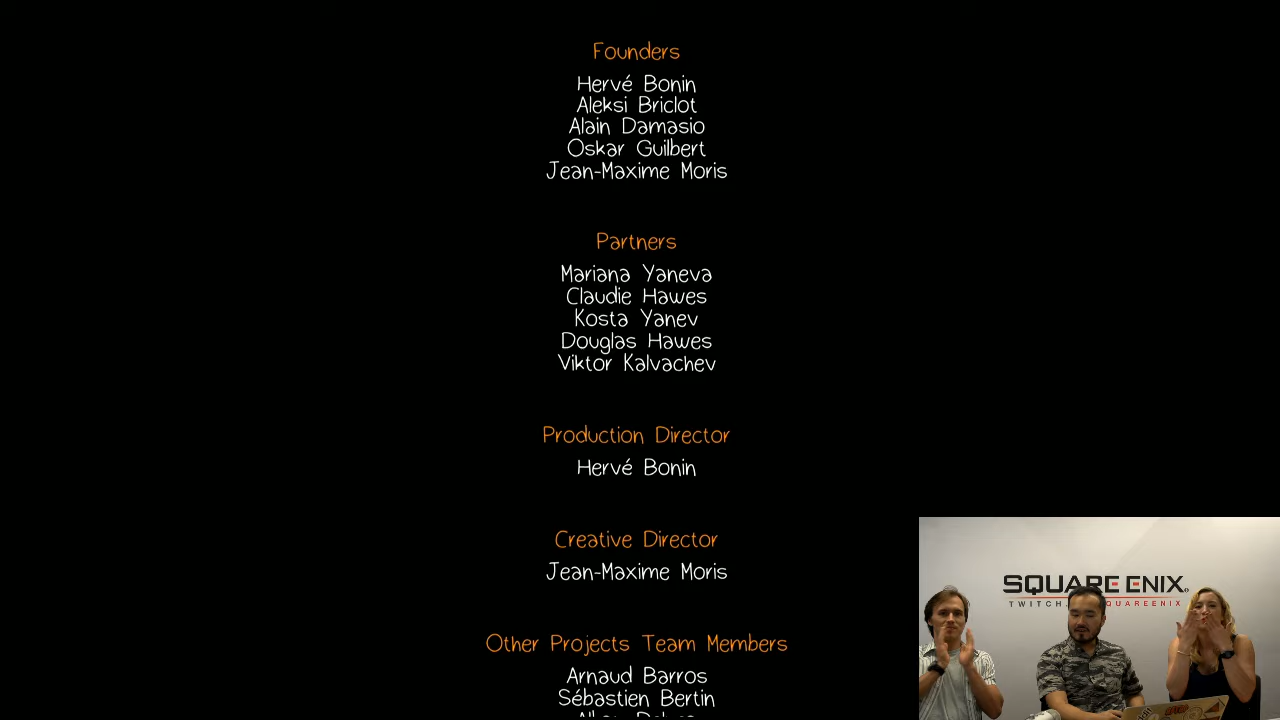 Founders
Hervé Bonin
Aleksi Briclot
Alain Damasio
Oskar Guilbert
Jean-Maxime Moris
Partners
Mariana Yaneva
Claudie Hawes
Kosta Yanev
Douglas Hawes
Viktor Kalvachev
Production Director
Hervé Bonin
Creative Director
Jean-Maxime Moris
Other Projects Team Members
Arnaud Barros
Sébastien Bertin
SQUARE ENIX
TWITCH